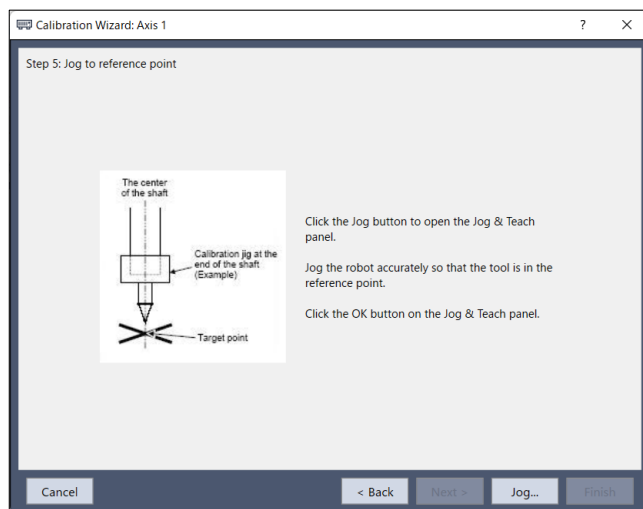 Calibration Wizard: Axis 1
Step 5: Jog to reference point
The center
of the shaft
Calibration jig at the
end of the shaft
(Example)
Target point
Click the Jog button to open the Jog & Teach
panel.
Jog the robot accurately so that the tool is in the
reference point.
Click the OK button on the Jog & Teach panel.
Cancel
< Back
Next >
Jog...
Finish